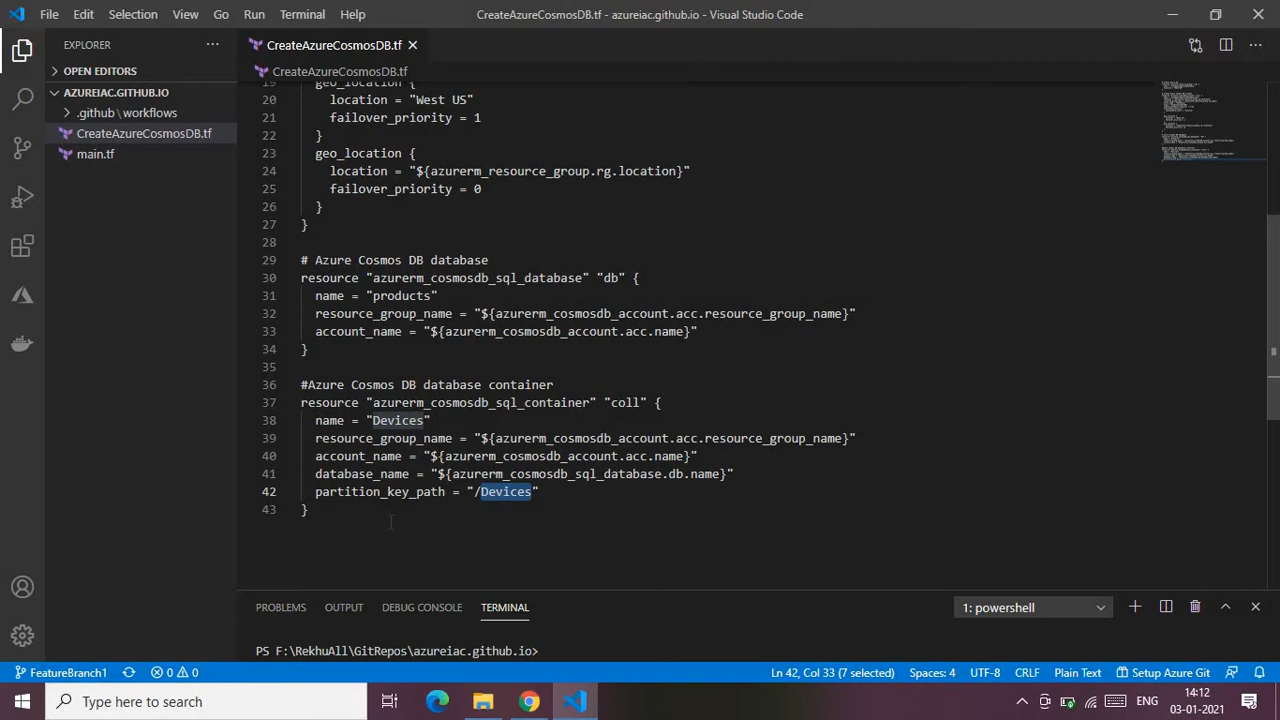 File Edit Selection View Go Run Terminal Help
CreateAzureCosmosDB.tf - azureiac.github.io - Visual Studio Code
EXPLORER
OPEN EDITORS
AZUREIAC.GITHUB.IO
.github\workflows
CreateAzureCosmosDB.tf
main.tf
CreateAzureCosmosDB.tf
CreateAzureCosmosDB.tf
19 geo_location {
20 location = "West US"
21 failover_priority = 1
22 }
23 geo_location {
24 location = "${azurerm_resource_group.rg.location}"
25 failover_priority = 0
26 }
27 }
28
29 # Azure Cosmos DB database
30 resource "azurerm_cosmosdb_sql_database" "db" {
31 name = "products"
32 resource_group_name = "${azurerm_cosmosdb_account.acc.resource_group_name}"
33 account_name = "${azurerm_cosmosdb_account.acc.name}"
34 }
35
36 #Azure Cosmos DB database container
37 resource "azurerm_cosmosdb_sql_container" "coll" {
38 name = "Devices"
39 resource_group_name = "${azurerm_cosmosdb_account.acc.resource_group_name}"
40 account_name = "${azurerm_cosmosdb_account.acc.name}"
41 database_name = "${azurerm_cosmosdb_sql_database.db.name}"
42 partition_key_path = "/Devices"
43 }
PROBLEMS OUTPUT DEBUG CONSOLE TERMINAL
1: powershell
PS F:\RekhuAll\GitRepos\azureiac.github.io>
FeatureBranch1 0 0
Ln 42, Col 33 (7 selected) Spaces: 4 UTF-8 CRLF Plain Text Setup Azure Git
Type here to search
ENG
14:12
03-01-2021